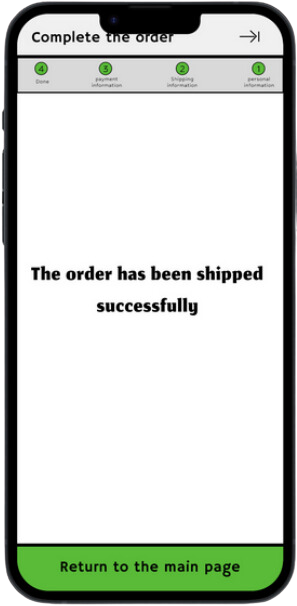 Complete the order
4 3 2 1
Done payment Shipping personal
information information information
The order has been shipped
successfully
Return to the main page